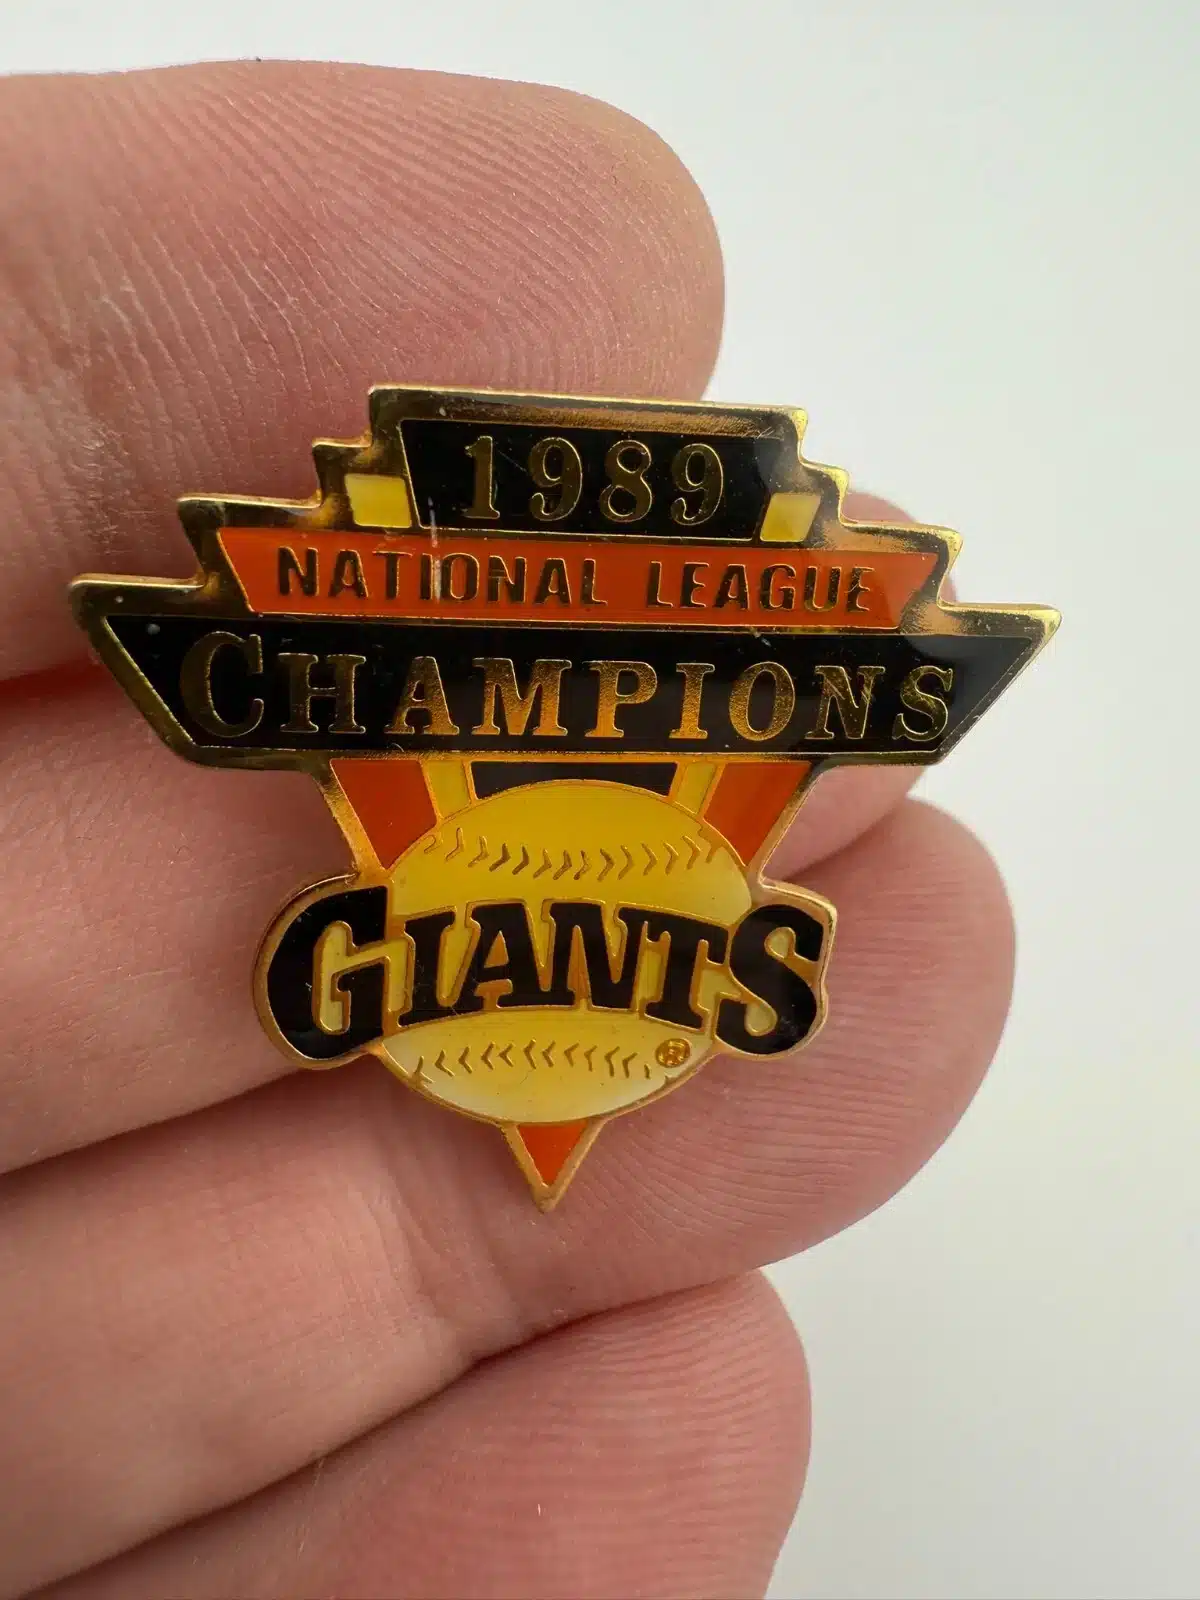 1989
NATIONAL LEAGUE
CHAMPIONS
GIANTS
®